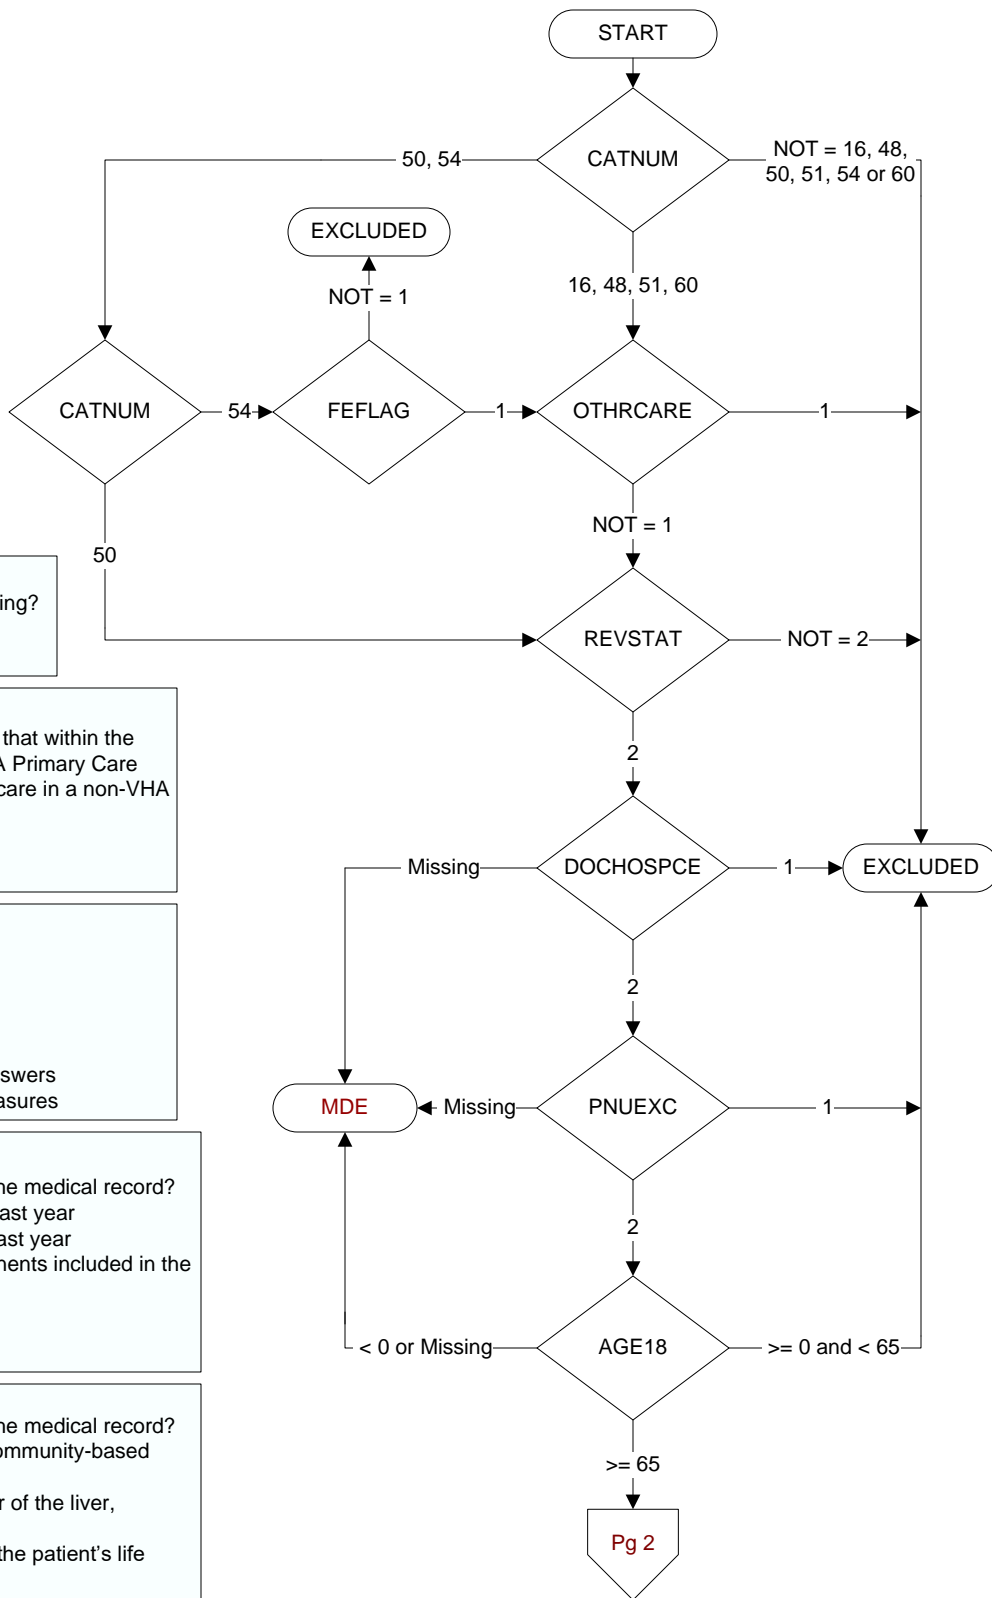 START
CATNUM
50, 54
NOT = 16, 48,
50, 51, 54 or 60
EXCLUDED
NOT = 1
16, 48, 51, 60
CATNUM
54
FEFLAG
1
OTHRCARE
1
NOT = 1
50
REVSTAT
NOT = 2
2
DOCHOSPCE
Missing
1
EXCLUDED
2
MDE
Missing
PNUEXC
1
2
< 0 or Missing
AGE18
>= 0 and < 65
>= 65
Pg 2
ing?
that within the
A Primary Care
care in a non-VHA
swers
asures
he medical record?
ast year
ast year
nents included in the
he medical record?
ommunity-based
r of the liver,
the patient's life